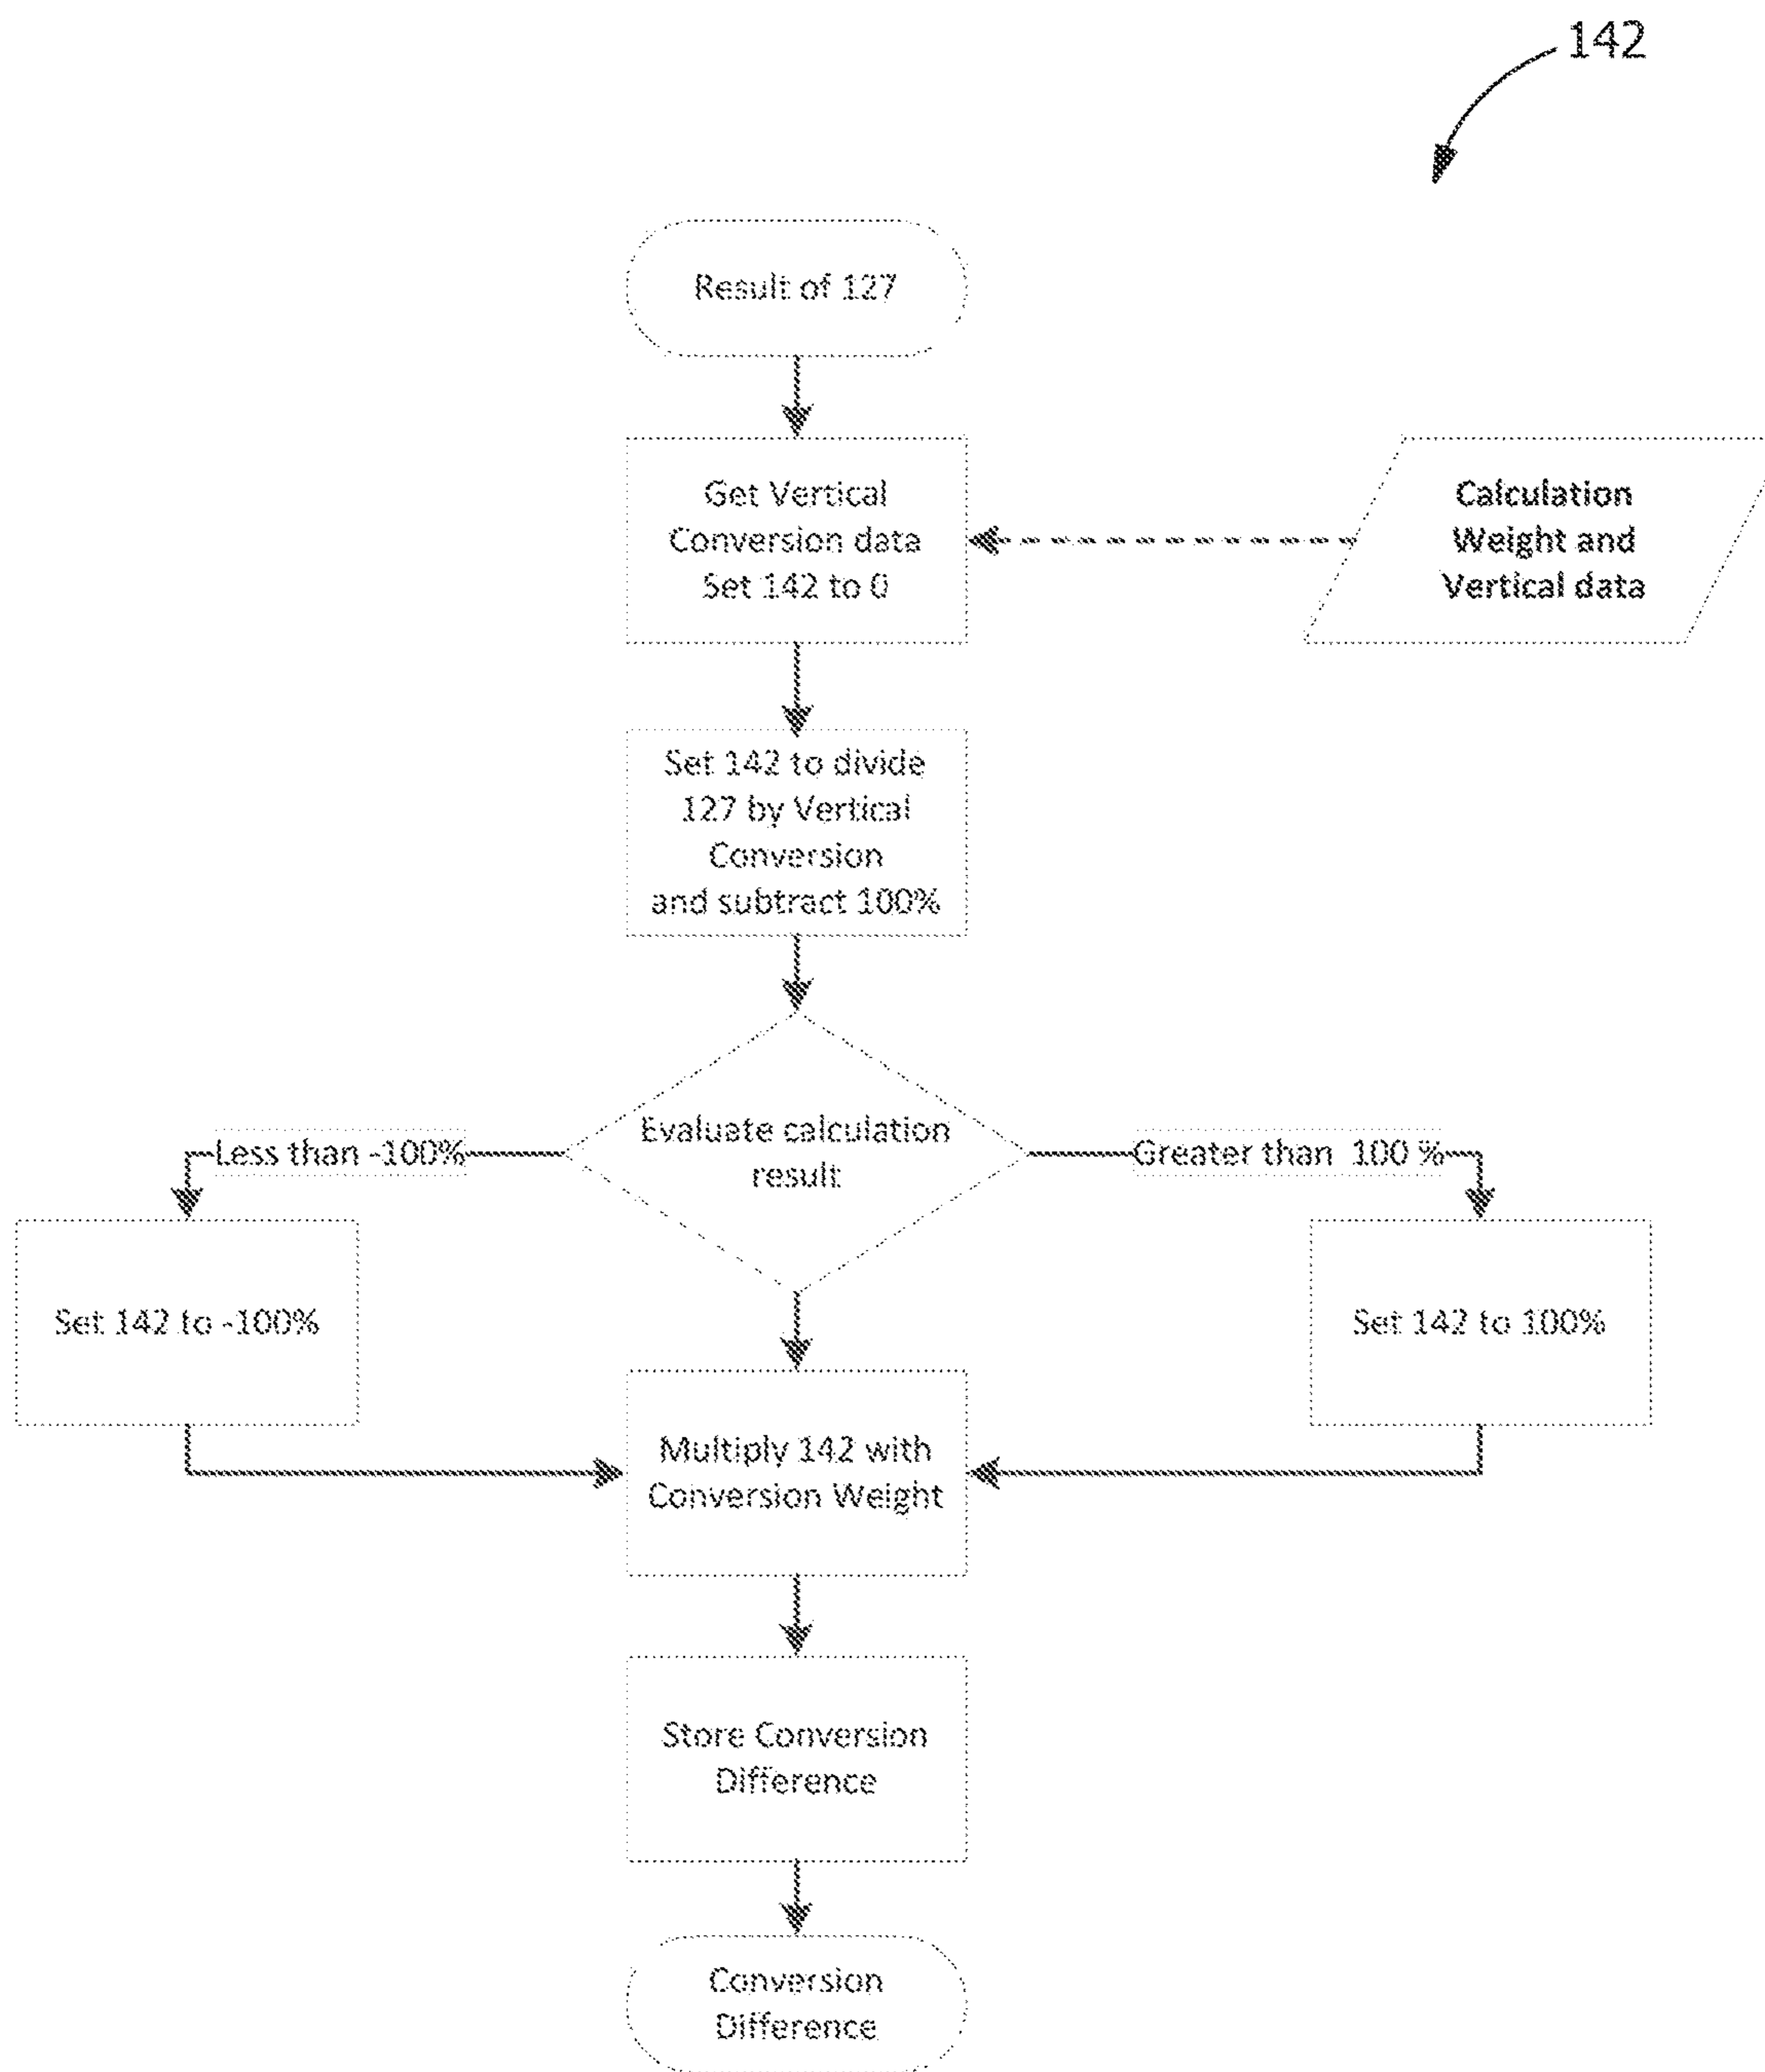 142
Result of 127
Get Vertical
Conversion data
Set 142 to 0
Calculation
Weight and
Vertical data
Set 142 to divide
127 by Vertical
Conversion
and subtract 100%
Evaluate calculation
result
Less than -100%
Greater than 100 %
Set 142 to -100%
Set 142 to 100%
Multiply 142 with
Conversion Weight
Store Conversion
Difference
Conversion
Difference